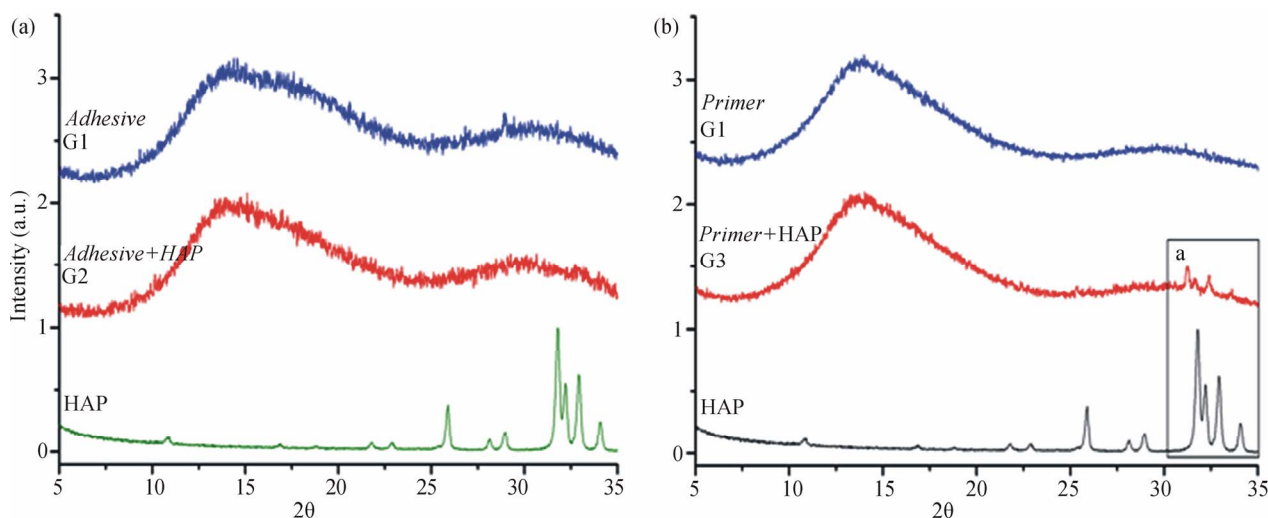 (a)
3
2
1
0
Intensity (a.u.)
Adhesive
G1
Adhesive+HAP
G2
HAP
5 10 15 20 25 30 35
2θ
(b)
3
2
1
0
Primer
G1
Primer+HAP
G3
a
HAP
5 10 15 20 25 30 35
2θ